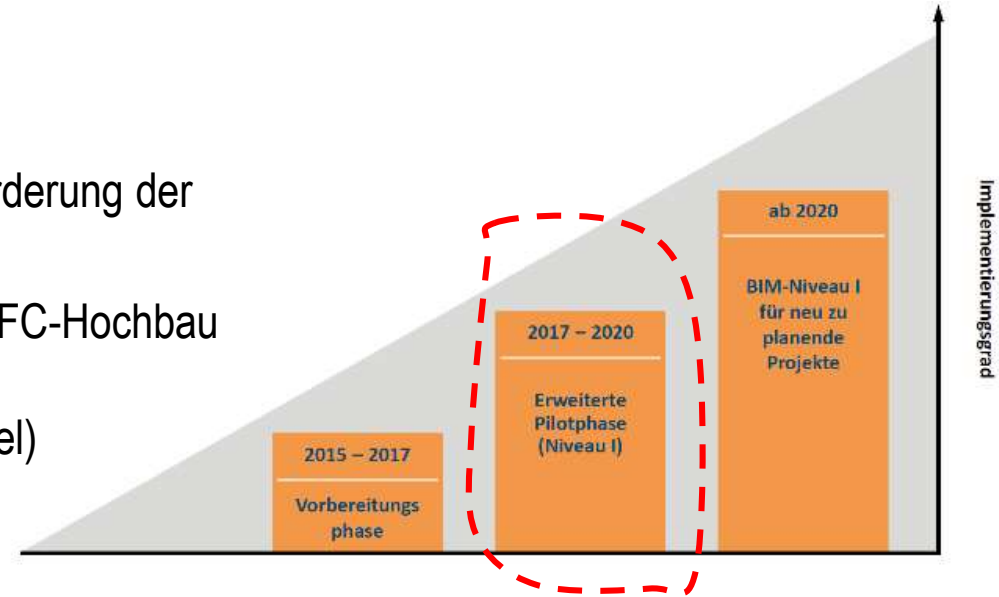 rderung der
FC-Hochbau
el)
2015 – 2017
Vorbereitungs
phase
2017 – 2020
Erweiterte
Pilotphase
(Niveau I)
ab 2020
BIM-Niveau I
für neu zu
planende
Projekte
Implementierungsgrad